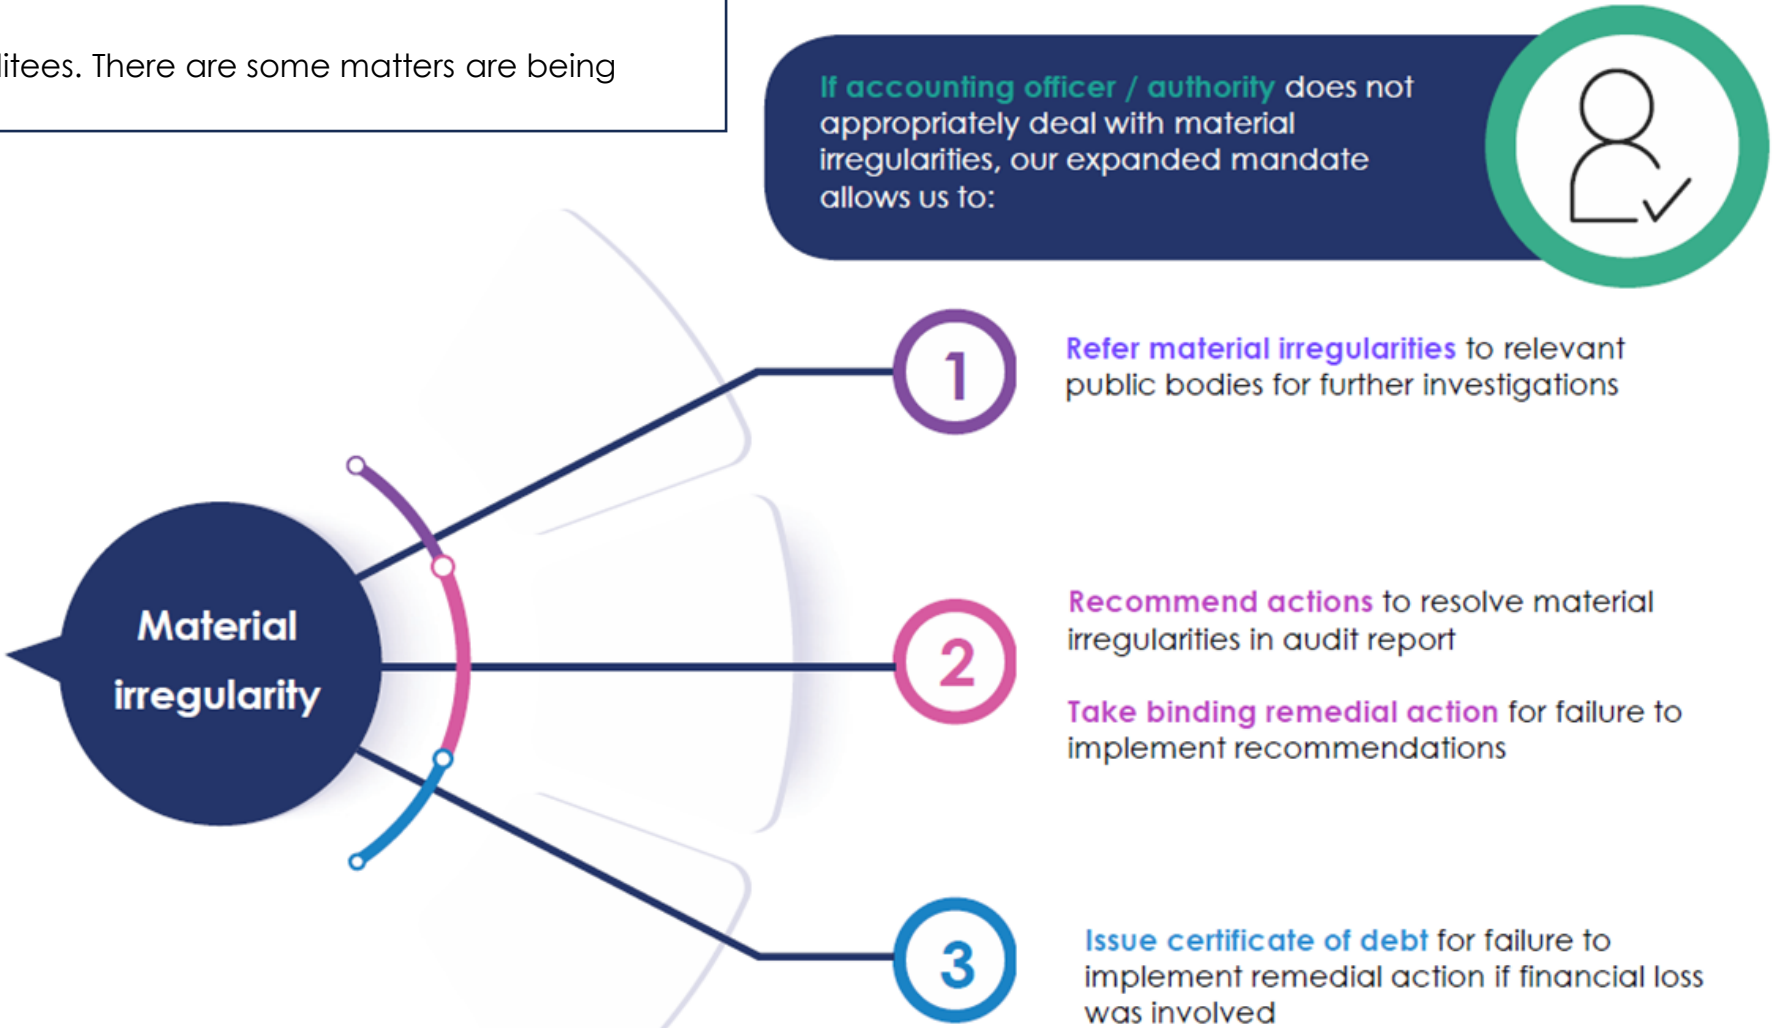 litees. There are some matters are being
If accounting officer / authority does not
appropriately deal with material
irregularities, our expanded mandate
allows us to:
1
Refer material irregularities to relevant
public bodies for further investigations
Material
irregularity
2
Recommend actions to resolve material
irregularities in audit report
Take binding remedial action for failure to
implement recommendations
3
Issue certificate of debt for failure to
implement remedial action if financial loss
was involved